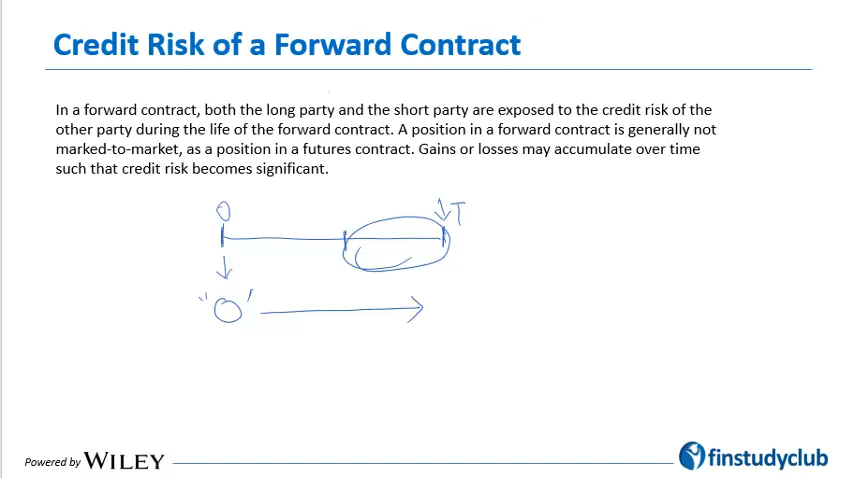 Credit Risk of a Forward Contract
In a forward contract, both the long party and the short party are exposed to the credit risk of the
other party during the life of the forward contract. A position in a forward contract is generally not
marked-to-market, as a position in a futures contract. Gains or losses may accumulate over time
such that credit risk becomes significant.
0 T
"0"
Powered by WILEY finstudyclub